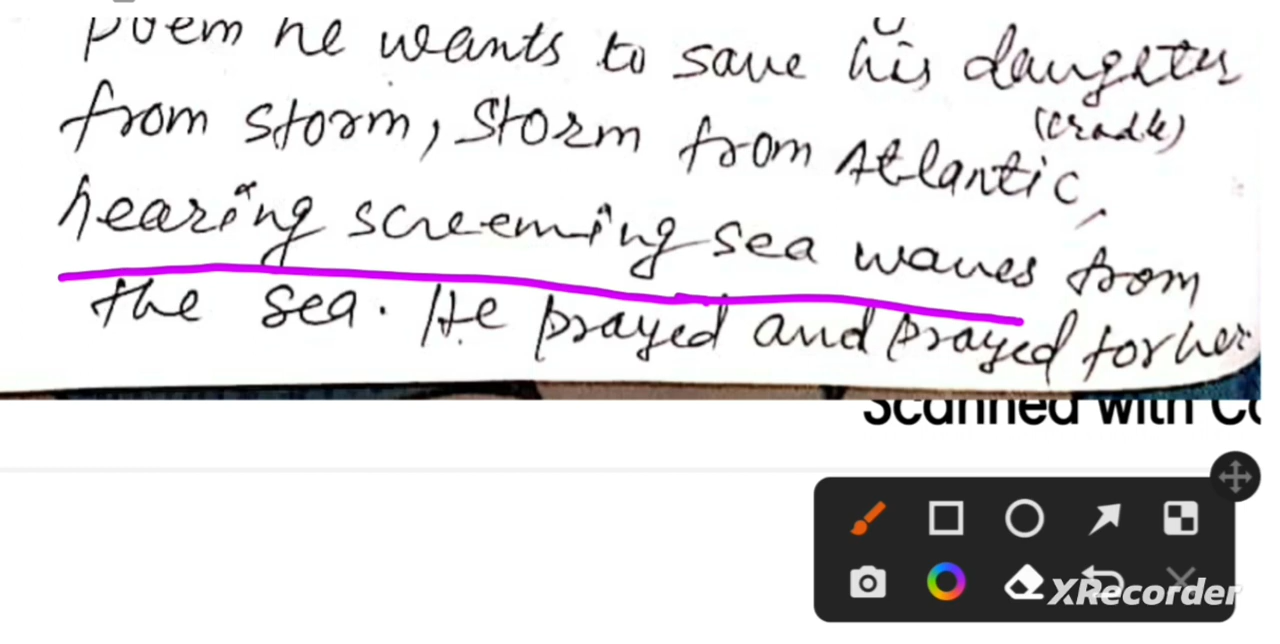 poem he wants to save his daugeter
from storm, storm from Atlantic,
(cradle)
hearing screeming sea waves from
the sea. He prayed and prayed for her
Scanned with
XRecorder